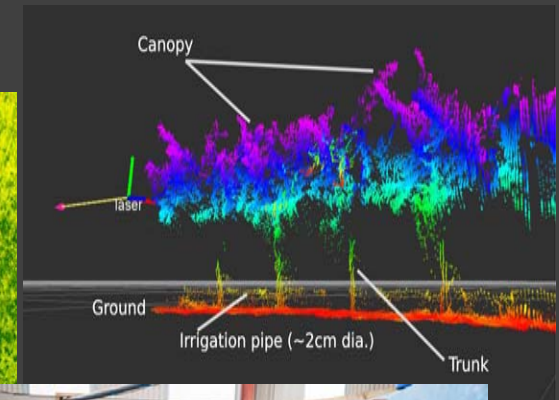 Canopy
laser
Ground
Irrigation pipe (~2cm dia.)
Trunk